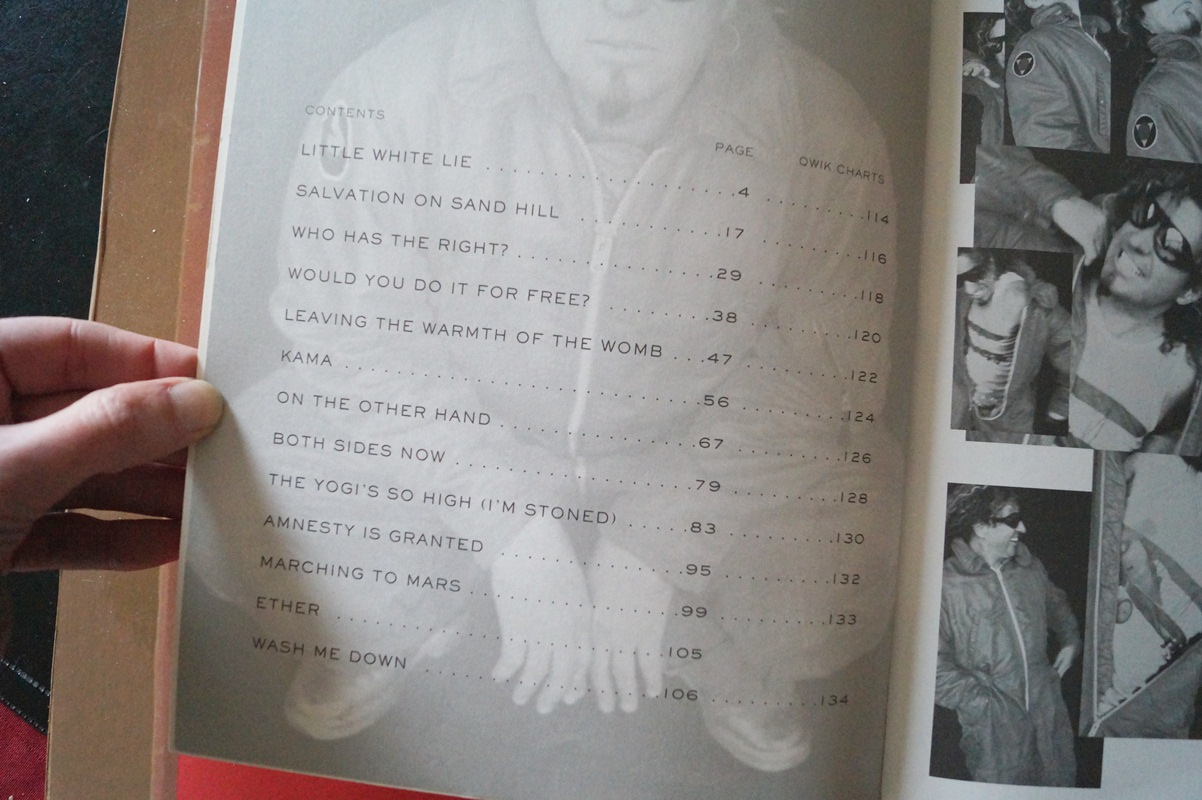 CONTENTS PAGE QWIK CHARTS
LITTLE WHITE LIE . . . . . . . . . . . . . . . . . . . .4 . . . . . . . . .114
SALVATION ON SAND HILL . . . . . . . . . . . .17 . . . . . . . . .116
WHO HAS THE RIGHT? . . . . . . . . . . . . . . . .29 . . . . . . . . .118
WOULD YOU DO IT FOR FREE? . . . . . . . . .38 . . . . . . . . .120
LEAVING THE WARMTH OF THE WOMB . . .47 . . . . . . . . .122
KAMA . . . . . . . . . . . . . . . . . . . . . . . . . . . .56 . . . . . . . . .124
ON THE OTHER HAND . . . . . . . . . . . . . . . .67 . . . . . . . . .126
BOTH SIDES NOW . . . . . . . . . . . . . . . . . . .79 . . . . . . . . .128
THE YOGI'S SO HIGH (I'M STONED) . . . . .83 . . . . . . . . .130
AMNESTY IS GRANTED . . . . . . . . . . . . . . .95 . . . . . . . . .132
MARCHING TO MARS . . . . . . . . . . . . . . . . .99 . . . . . . . . .133
ETHER . . . . . . . . . . . . . . . . . . . . . . . . . . .105
WASH ME DOWN . . . . . . . . . . . . . . . . . . .106 . . . . . . . . .134